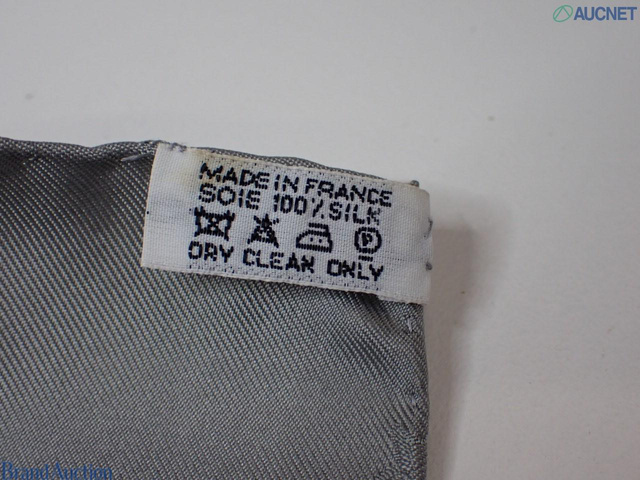 AUCNET
MADE IN FRANCE
SOIE 100% SILK
P
DRY CLEAN ONLY
Brand Auction